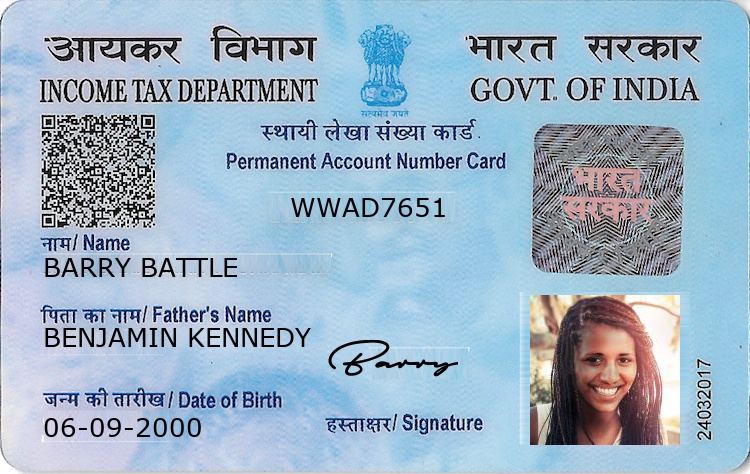 आयकर विभाग
INCOME TAX DEPARTMENT
सत्यमेव जयते
भारत सरकार
GOVT. OF INDIA
स्थायी लेखा संख्या कार्ड
Permanent Account Number Card
WWAD7651
भारत
सरकार
नाम/ Name
BARRY BATTLE
पिता का नाम/ Father's Name
BENJAMIN KENNEDY
Barry
जन्म की तारीख/ Date of Birth
06-09-2000
हस्ताक्षर/ Signature
24032017